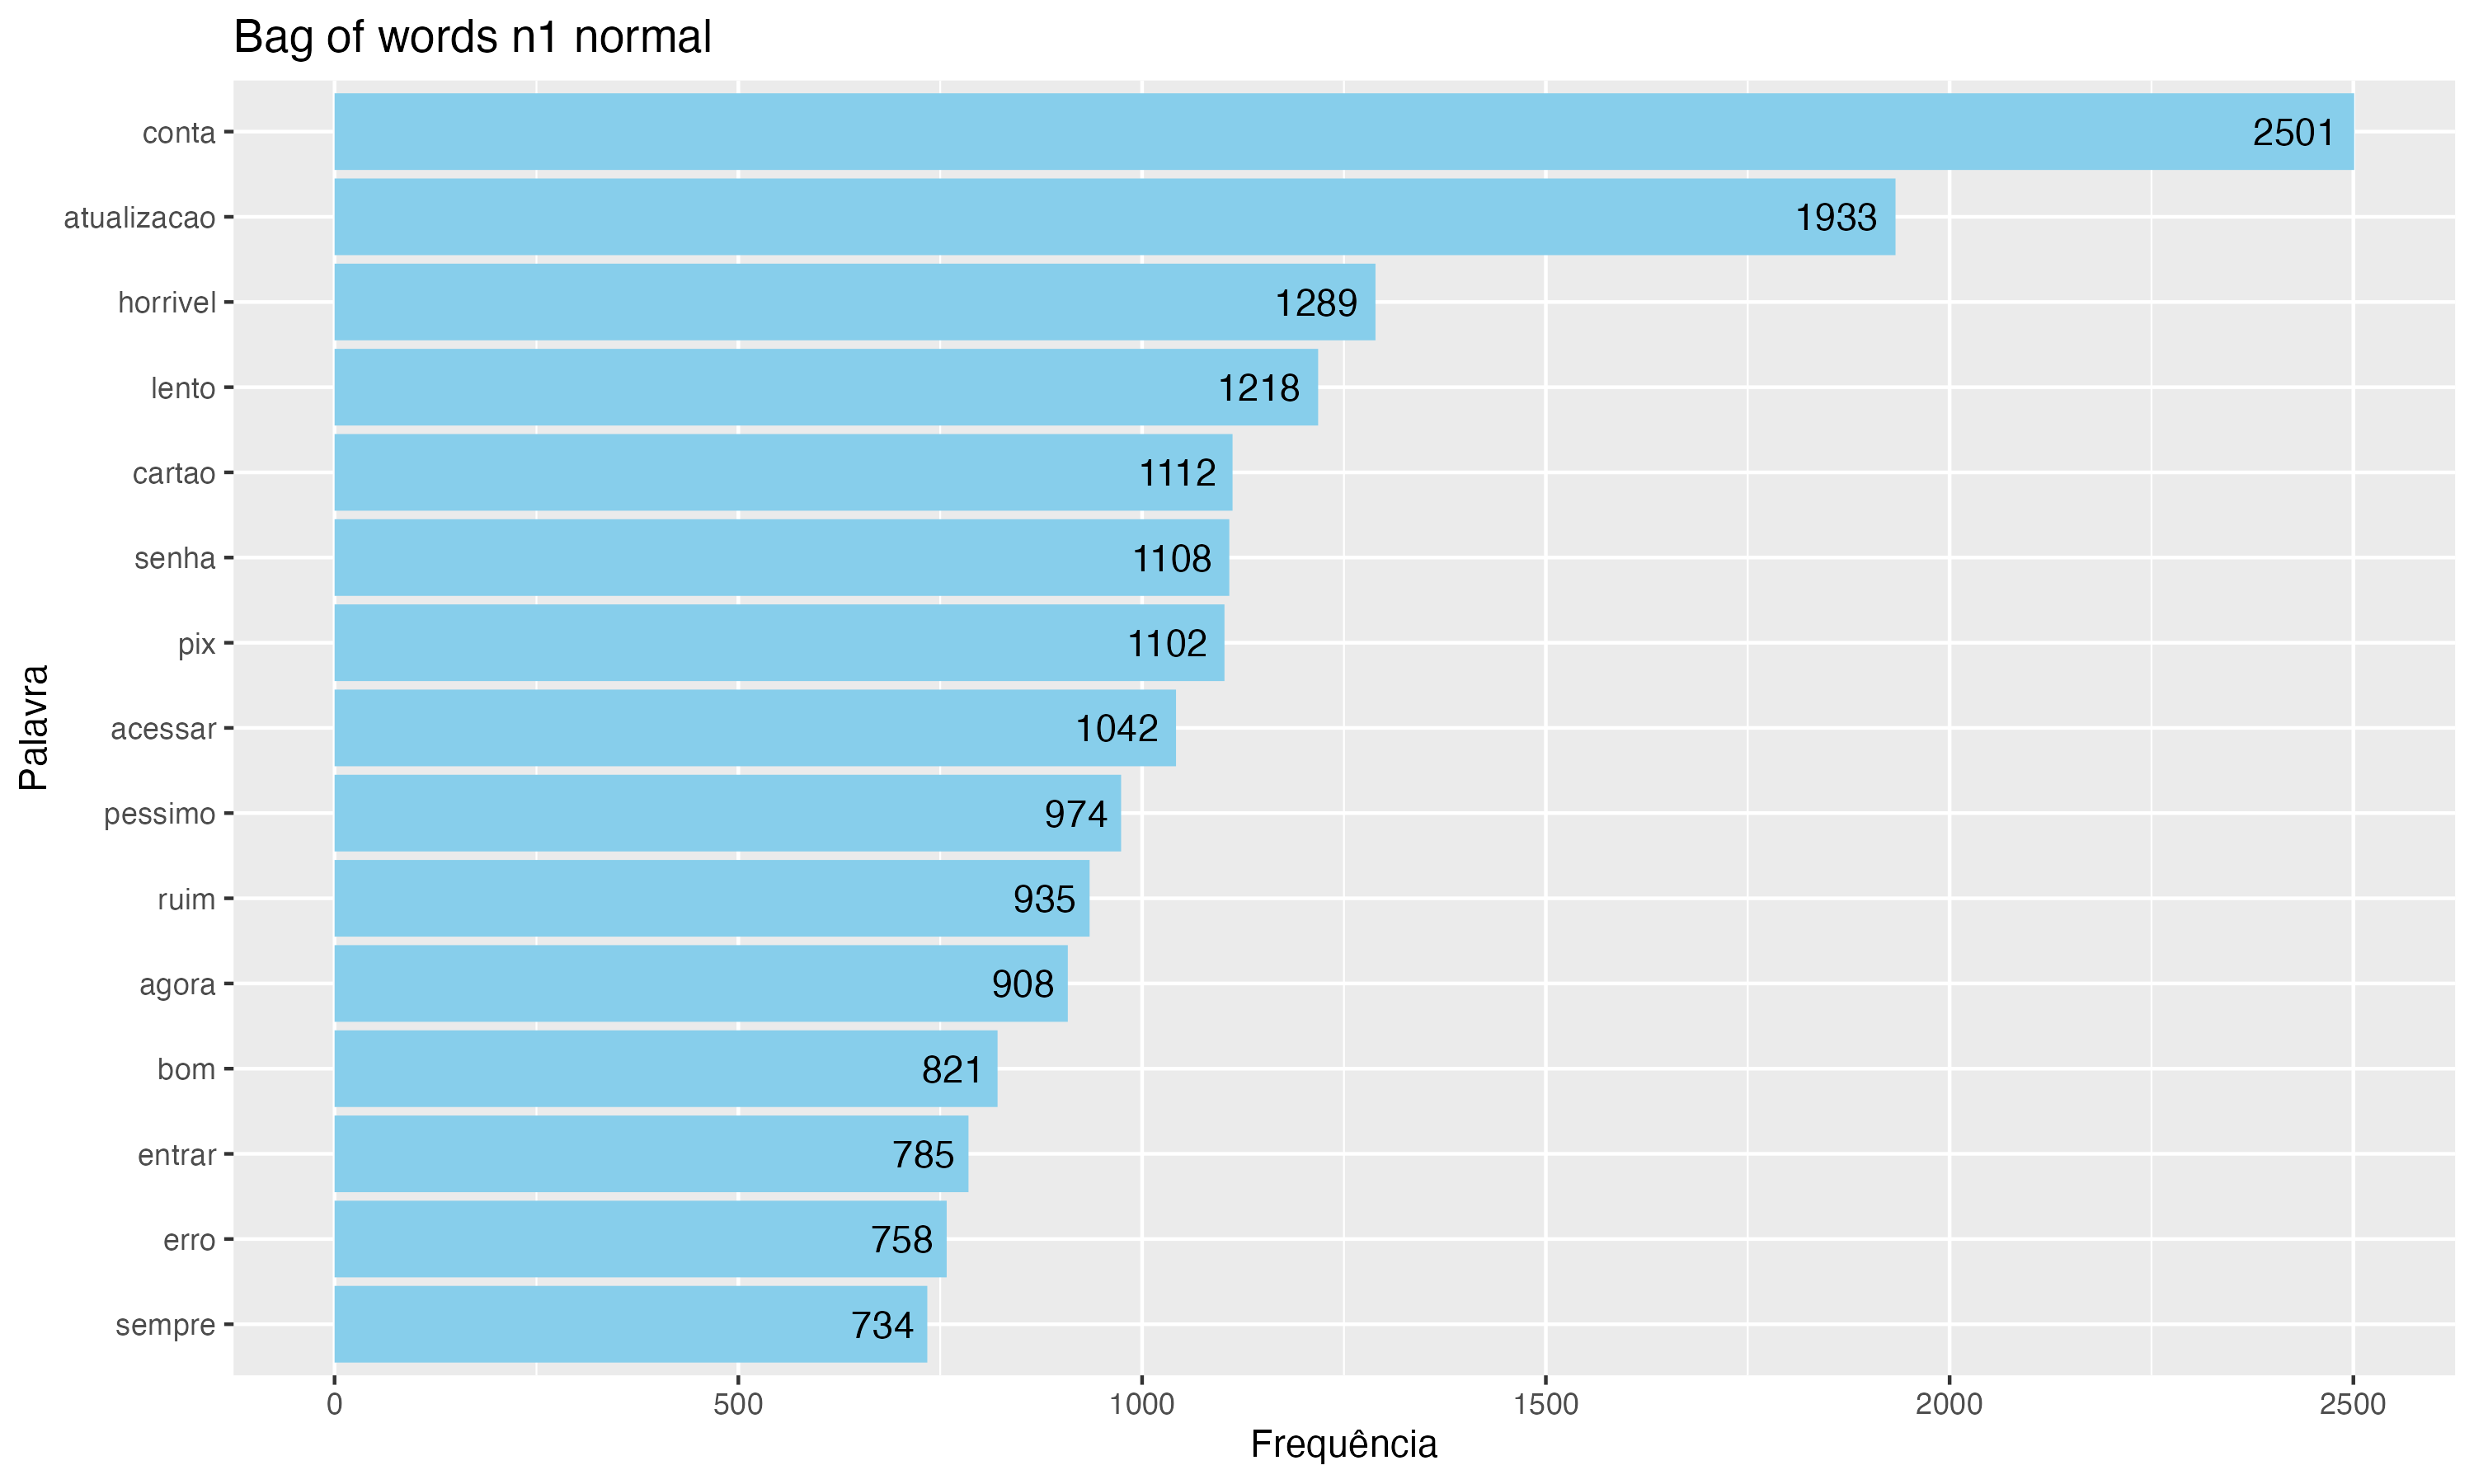 Bag of words n1 normal
conta 2501
atualizacao 1933
horrivel 1289
lento 1218
cartao 1112
senha 1108
pix 1102
acessar 1042
pessimo 974
ruim 935
agora 908
bom 821
entrar 785
erro 758
sempre 734
Palavra
0 500 1000 1500 2000 2500
Frequência